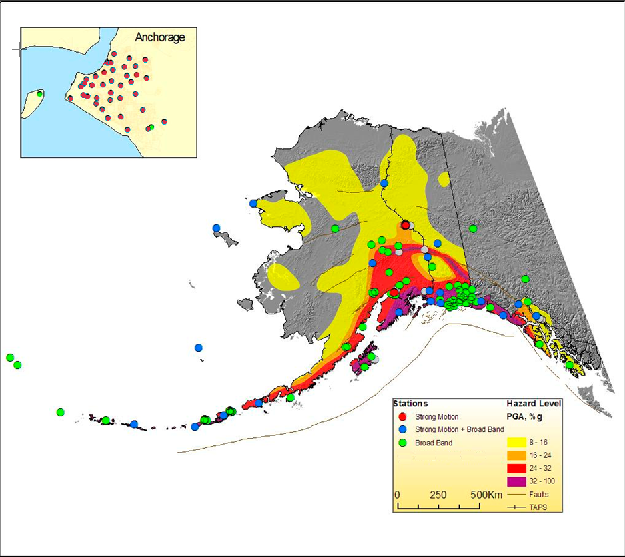 Anchorage
Stations
Strong Motion
Strong Motion + Broad Band
Broad Band
0 250 500Km
Hazard Level
PGA, %g
8 - 16
16 - 24
24 - 32
32 - 100
Faults
TAPS